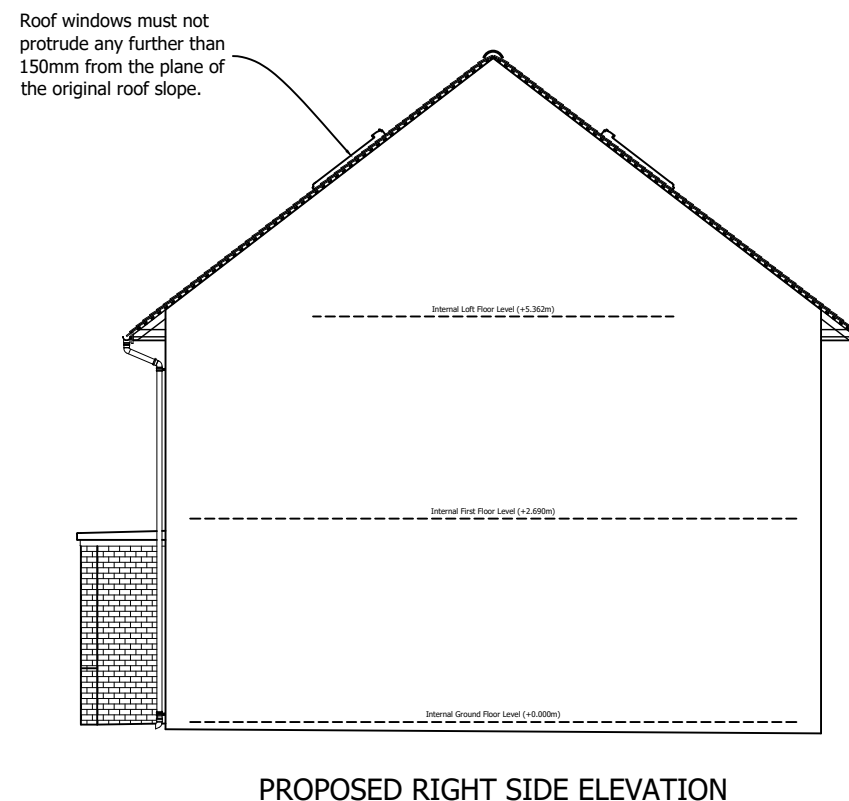 Roof windows must not
protrude any further than
150mm from the plane of
the original roof slope.
Internal Loft Floor Level (+5.362m)
Internal First Floor Level (+2.690m)
Internal Ground Floor Level (+0.000m)
PROPOSED RIGHT SIDE ELEVATION